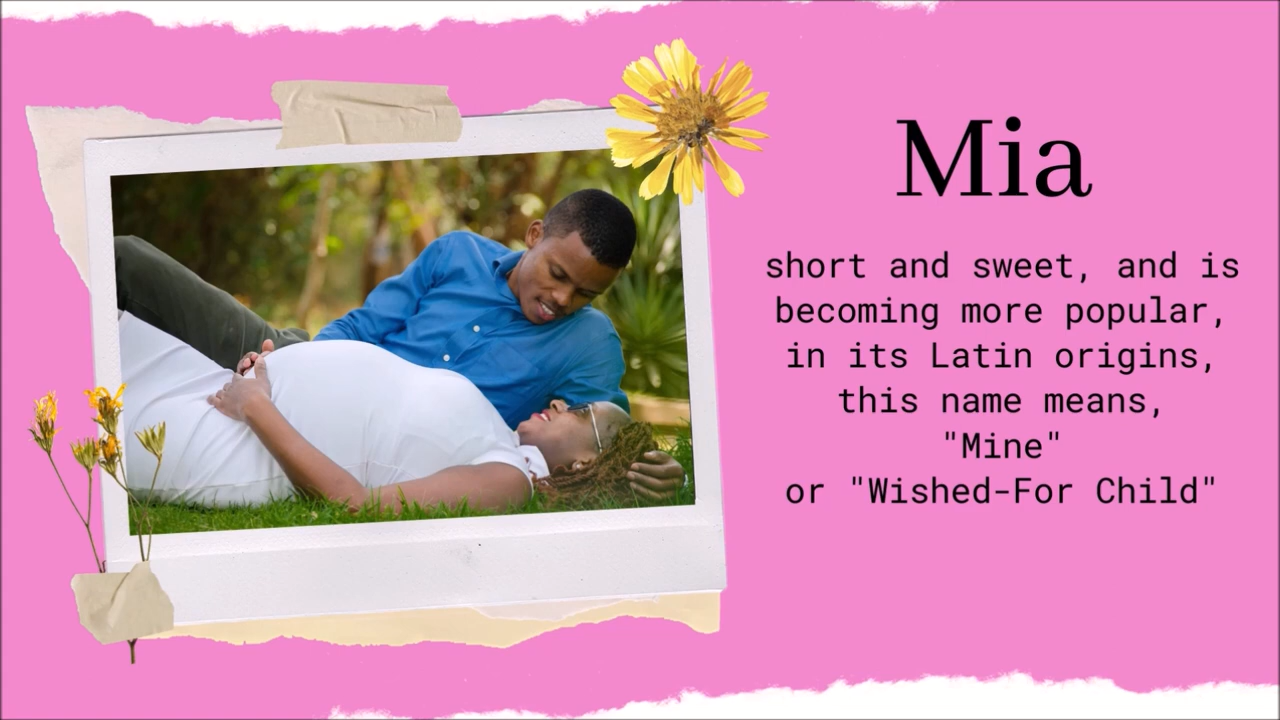 Mia
short and sweet, and is
becoming more popular,
in its Latin origins,
this name means,
"Mine"
or "Wished-For Child"